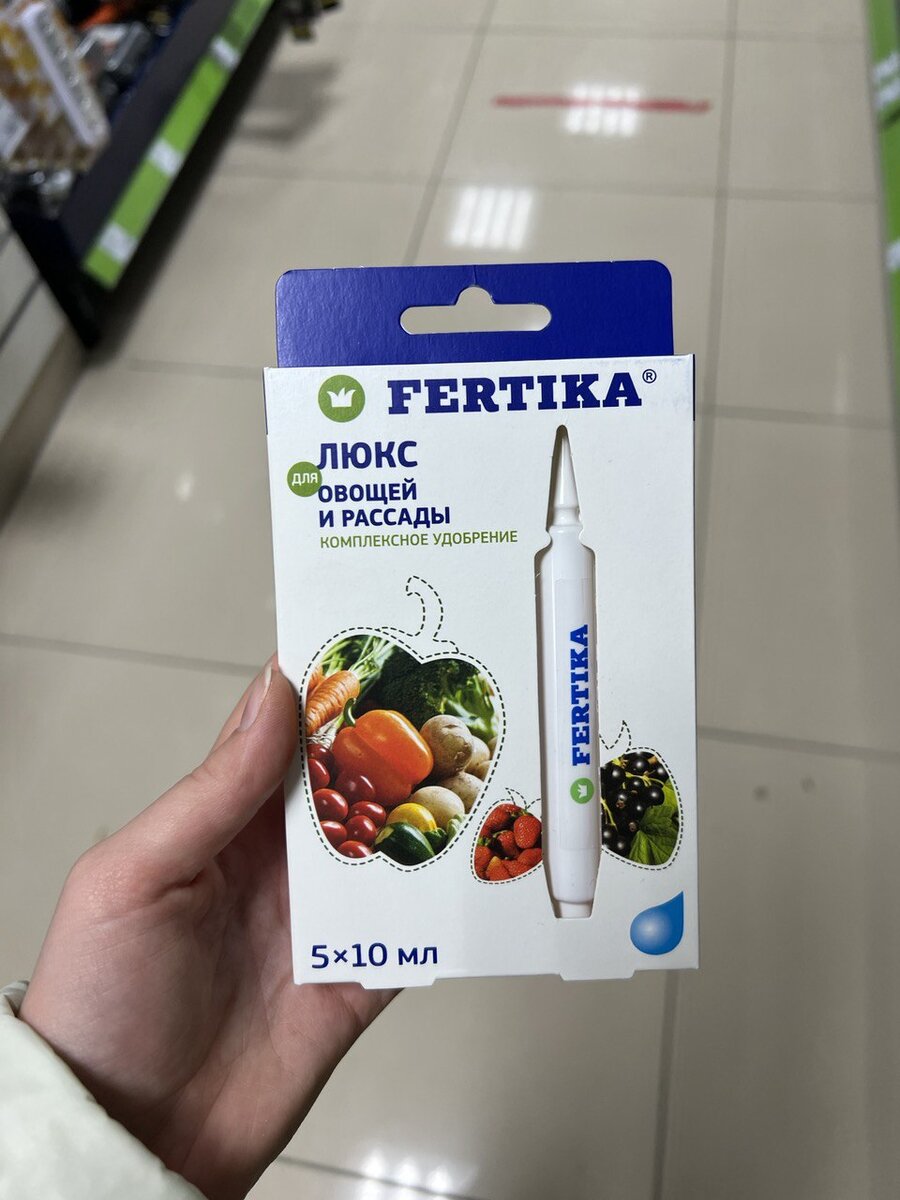 FERTIKA®
ЛЮКС
ДЛЯ
ОВОЩЕЙ
И РАССАДЫ
КОМПЛЕКСНОЕ УДОБРЕНИЕ
FERTIKA
5×10 мл